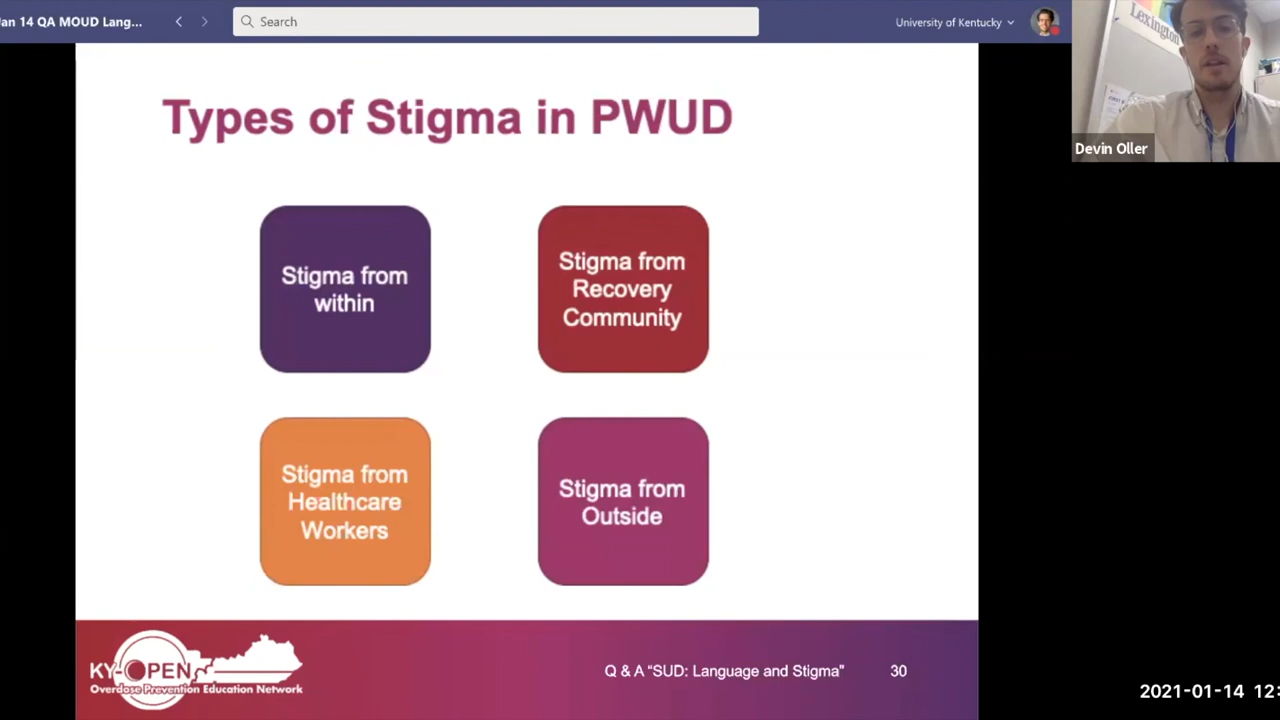 Jan 14 QA MOUD Lang...
Search
University of Kentucky
Lexington
Devin Oller
Types of Stigma in PWUD
Stigma from
within
Stigma from
Recovery
Community
Stigma from
Healthcare
Workers
Stigma from
Outside
KY-OPEN
Overdose Prevention Education Network
Q & A “SUD: Language and Stigma”
30
2021-01-14 12: